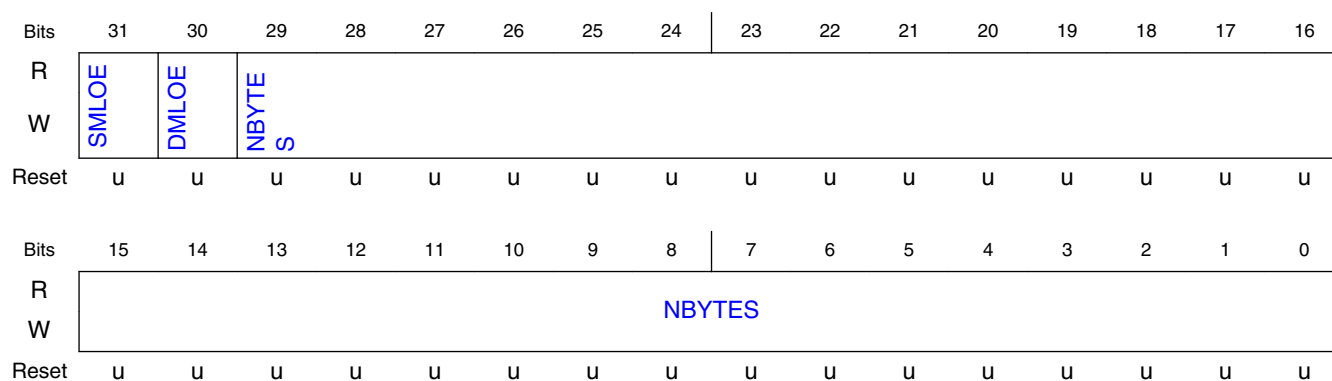 Bits 31 30 29 28 27 26 25 24 23 22 21 20 19 18 17 16
R
W
SMLOE
DMLOE
NBYTE
S
Reset u u u u u u u u u u u u u u u u
Bits 15 14 13 12 11 10 9 8 7 6 5 4 3 2 1 0
R
NBYTES
W
Reset u u u u u u u u u u u u u u u u